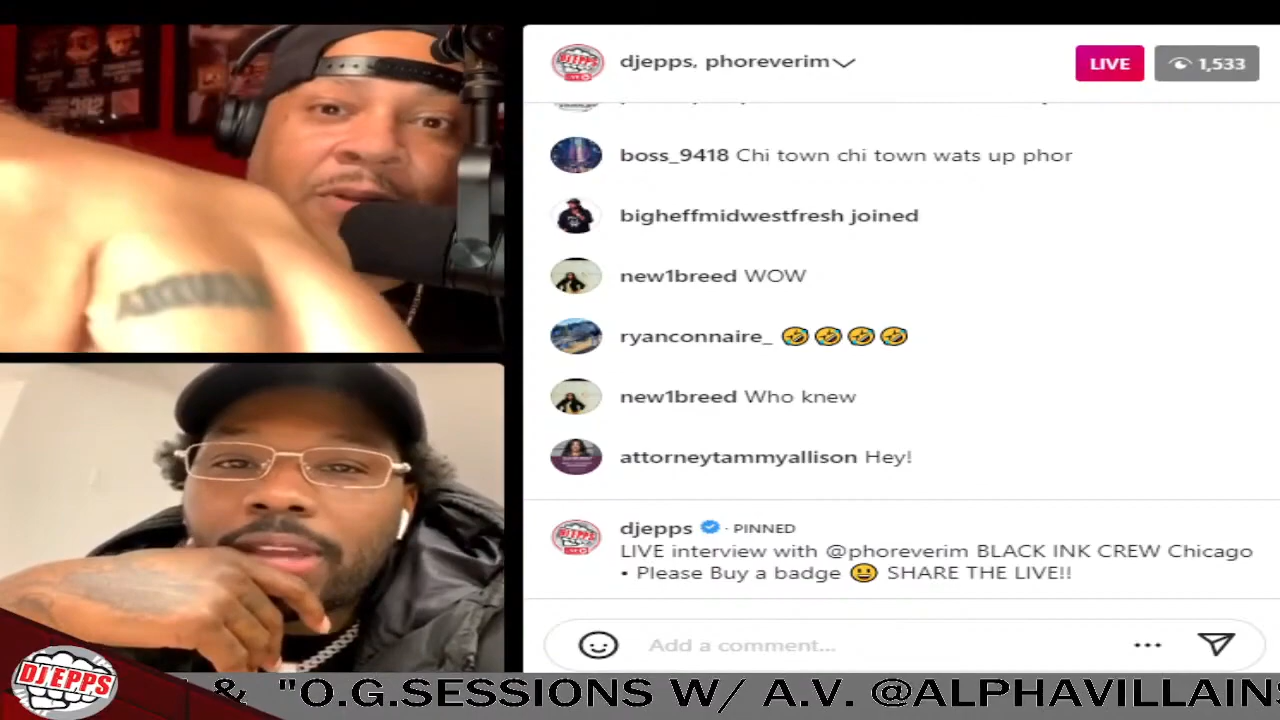 djepps, phoreverim
LIVE
1,533
boss_9418 Chi town chi town wats up phor
bigheffmidwestfresh joined
new1breed WOW
ryanconnaire_ 🤣🤣🤣🤣
new1breed Who knew
attorneytammyallison Hey!
djepps · PINNED
LIVE interview with @phoreverim BLACK INK CREW Chicago
• Please Buy a badge 😃 SHARE THE LIVE!!
Add a comment...
DJ EPPS
& "O.G.SESSIONS W/ A.V. @ALPHAVILLAIN